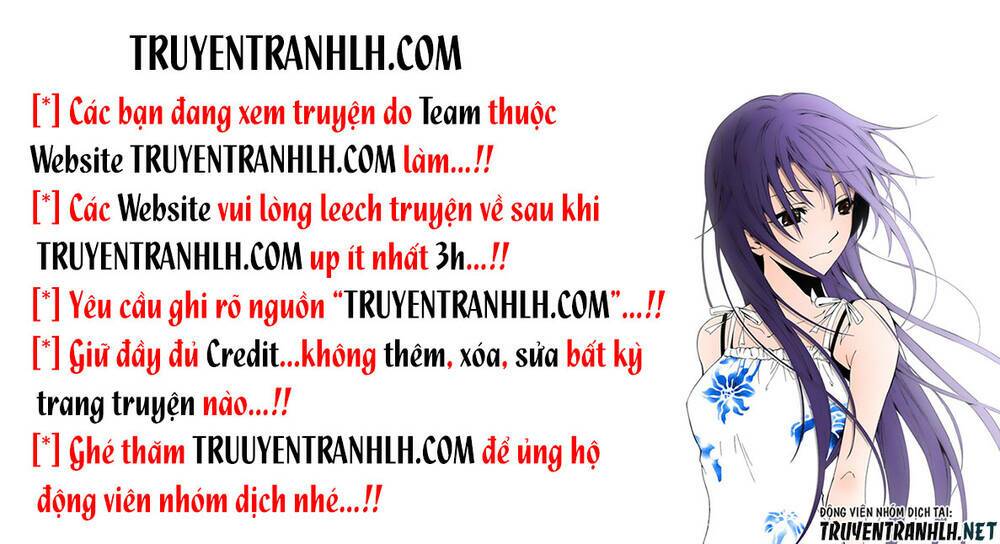 TRUYENTRANHLH.COM
[*] Các bạn đang xem truyện do Team thuộc
Website TRUYENTRANHLH.COM làm...!!
[*] Các Website vui lòng leech truyện về sau khi
TRUYENTRANHLH.COM up ít nhất 3h...!!
[*] Yêu cầu ghi rõ nguồn “TRUYENTRANHLH.COM”...!!
[*] Giữ đầy đủ Credit...không thêm, xóa, sửa bất kỳ
trang truyện nào...!!
[*] Ghé thăm TRUUYENTRANHLH.COM để ủng hộ
động viên nhóm dịch nhé...!!
ĐỘNG VIÊN NHÓM DỊCH TẠI:
TRUYENTRANHLH.NET